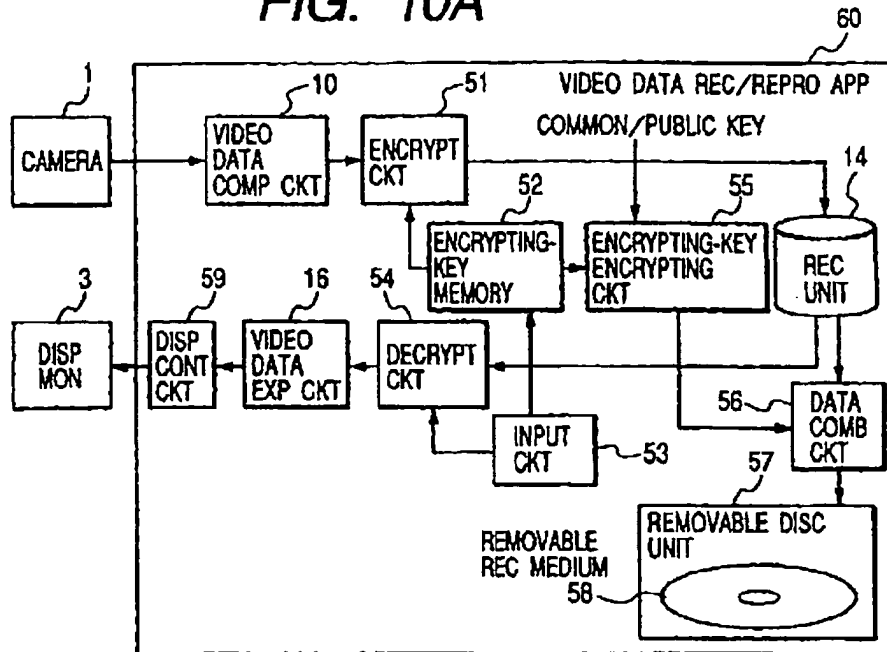 FIG. 10A
60
VIDEO DATA REC/REPRO APP
1
10
51
COMMON/PUBLIC KEY
CAMERA
VIDEO
DATA
COMP CKT
ENCRYPT
CKT
52
55
14
ENCRYPTING-
KEY
MEMORY
ENCRYPTING-KEY
ENCRYPTING
CKT
REC
UNIT
3
59
16
54
DISP
MON
DISP
CONT
CKT
VIDEO
DATA
EXP CKT
DECRYPT
CKT
56
DATA
COMB
CKT
INPUT
CKT
53
57
REMOVABLE DISC
UNIT
REMOVABLE
REC MEDIUM
58